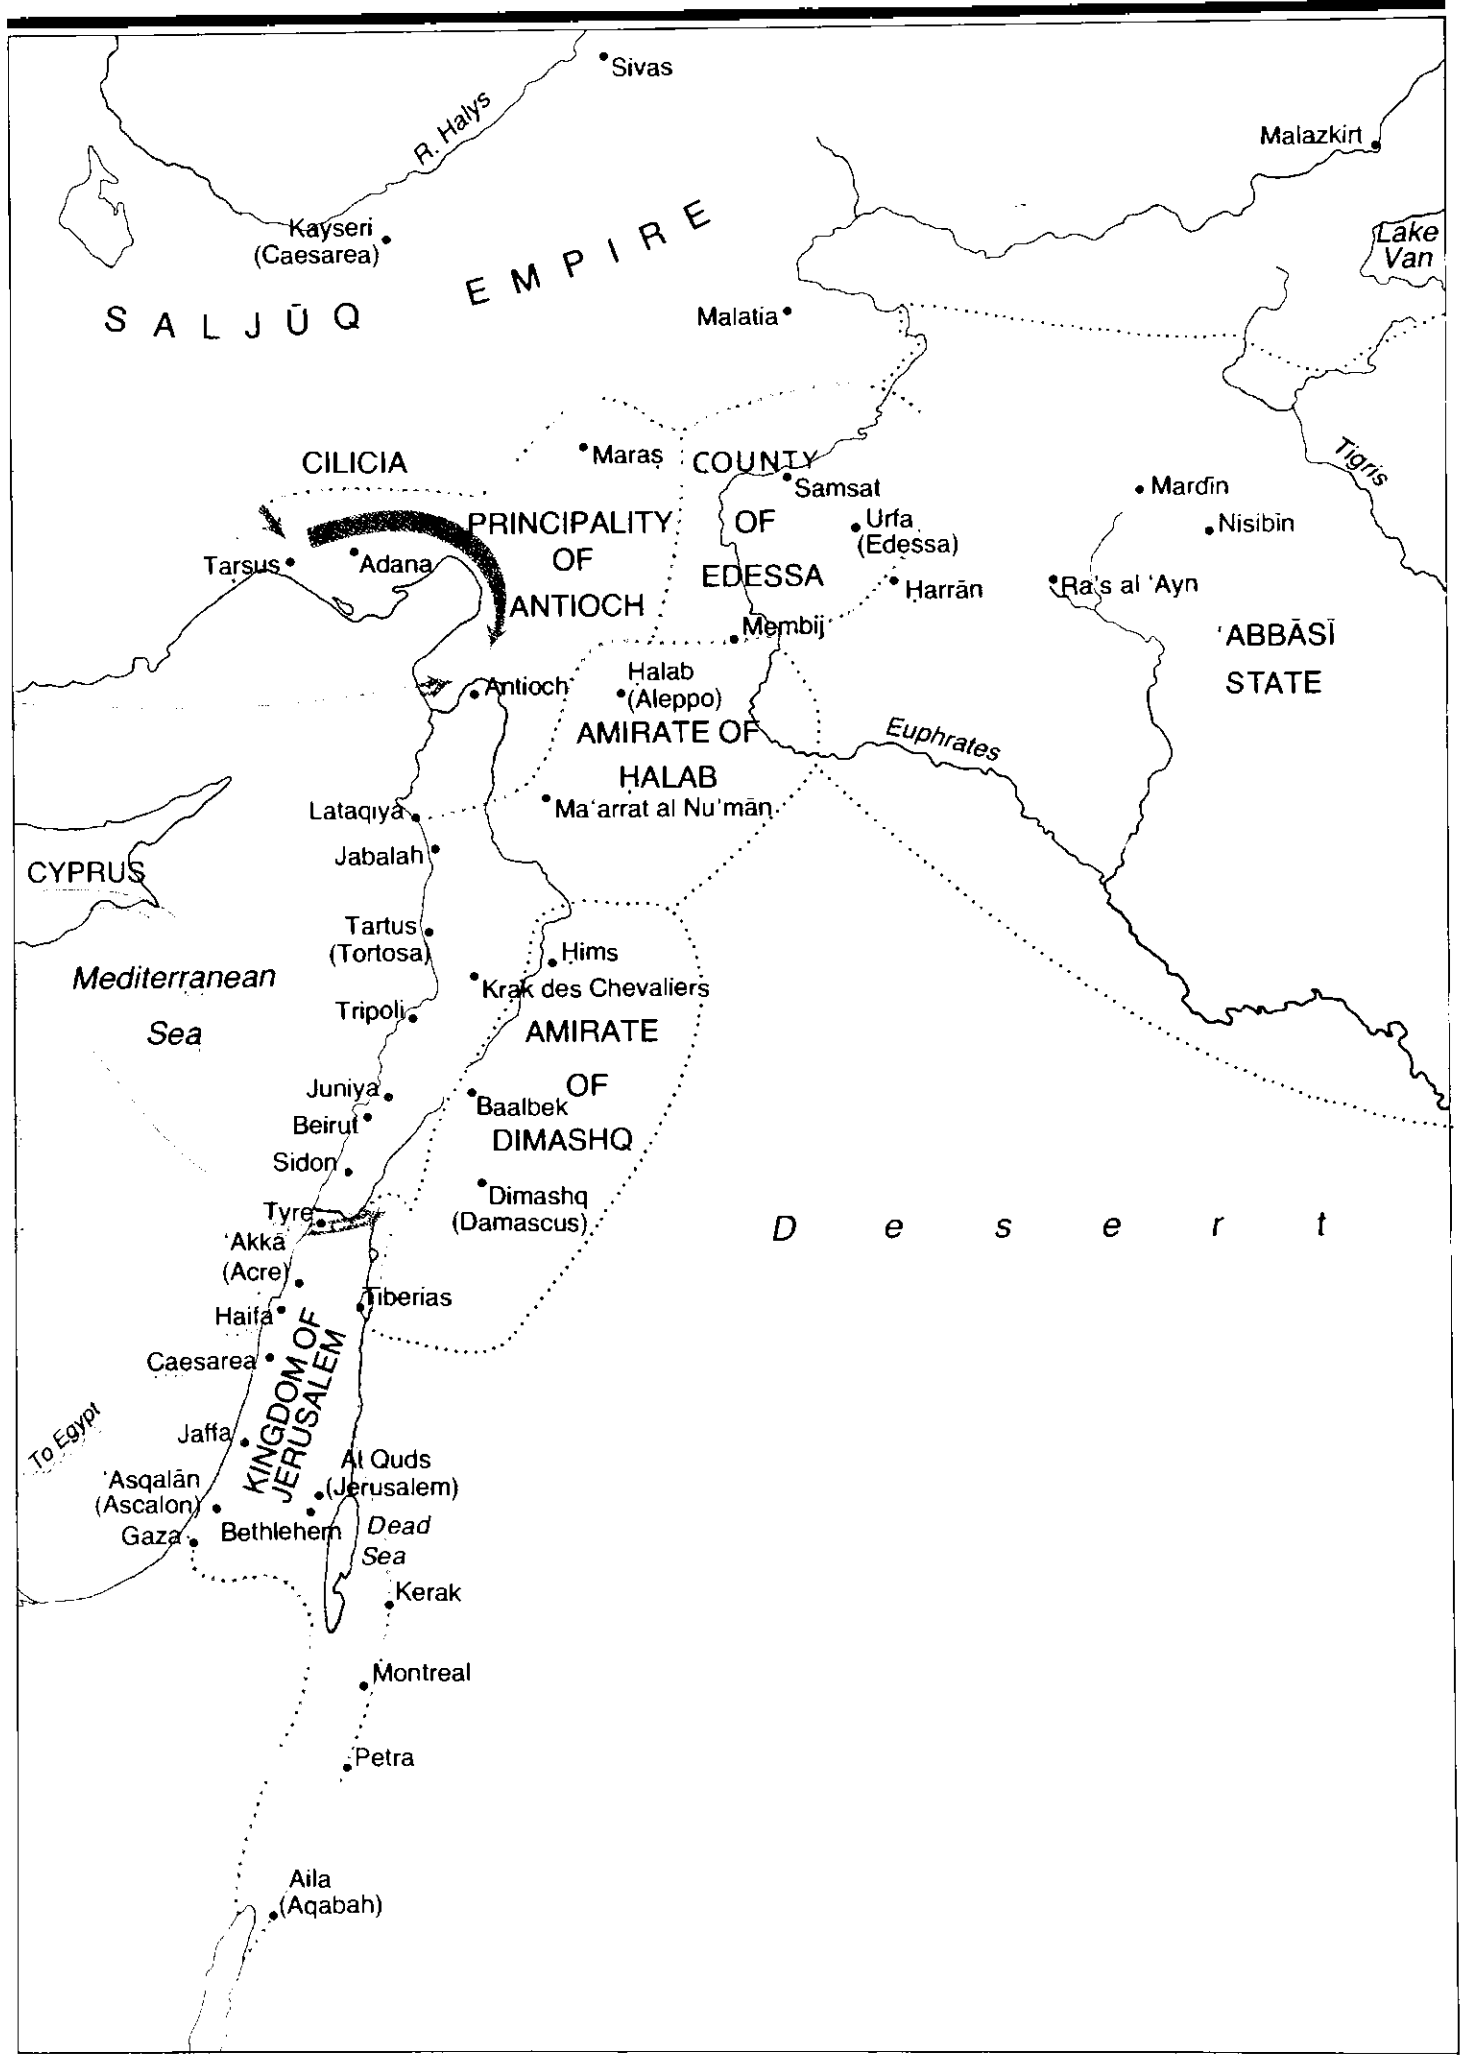 Sivas
R. Halys
Malazkirt
Kayseri
(Caesarea)
Lake
Van
SALJŪQ EMPIRE
Malatia
CILICIA
Maraş
COUNTY
OF
EDESSA
Samsat
Tigris
Mardin
Nisibin
PRINCIPALITY
OF
ANTIOCH
Urfa
(Edessa)
Tarsus
Adana
Harrān
Ra's al 'Ayn
Membij
'ABBĀSĪ
STATE
Antioch
Halab
(Aleppo)
AMIRATE OF
HALAB
Euphrates
Ma'arrat al Nu'mān
Lataqiya
Jabalah
CYPRUS
Tartus
(Tortosa)
Hims
Mediterranean
Sea
Krak des Chevaliers
Tripoli
AMIRATE
OF
DIMASHQ
Juniya
Baalbek
Beirut
Sidon
Dimashq
(Damascus)
Tyre
Desert
'Akkā
(Acre)
Tiberias
Haifa
KINGDOM OF
JERUSALEM
Caesarea
To Egypt
Jaffa
Al Quds
(Jerusalem)
'Asqalān
(Ascalon)
Gaza
Bethlehem
Dead
Sea
Kerak
Montreal
Petra
Aila
(Aqabah)